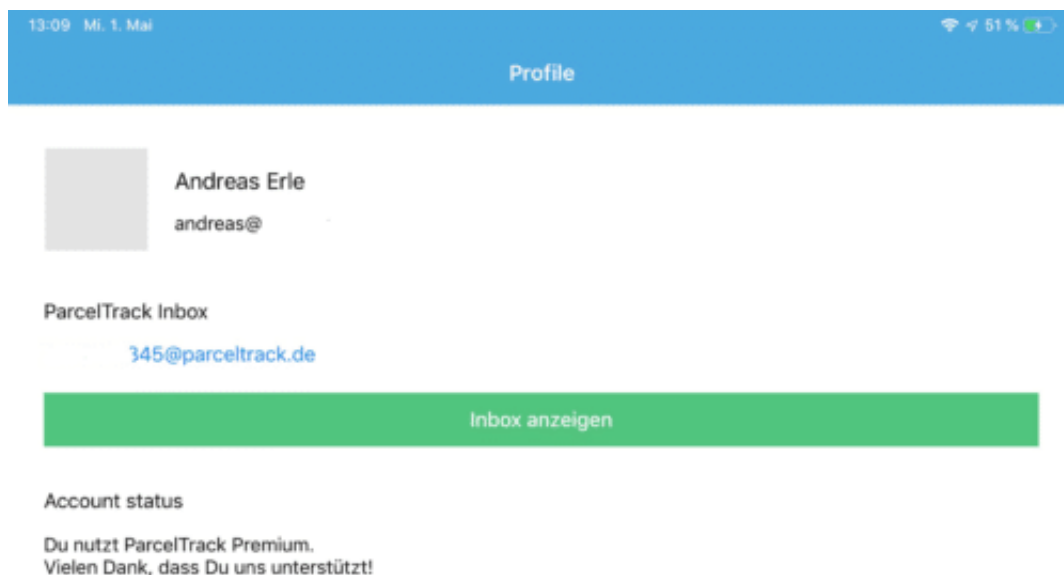 13:09 Mi. 1. Mai 51 %
Profile
Andreas Erle
andreas@
ParcelTrack Inbox
345@parceltrack.de
Inbox anzeigen
Account status
Du nutzt ParcelTrack Premium.
Vielen Dank, dass Du uns unterstützt!